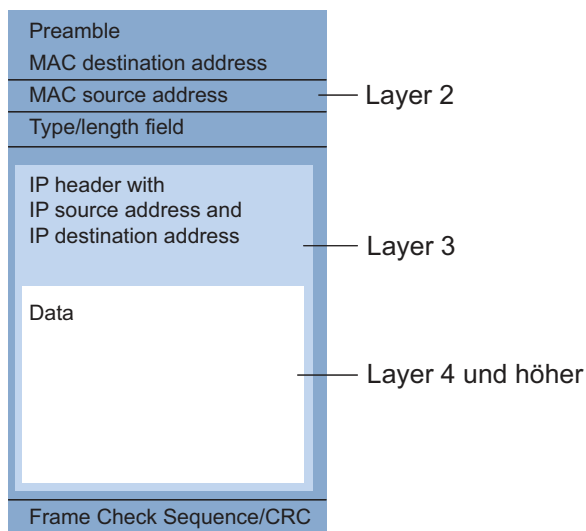 Preamble
MAC destination address
MAC source address
Layer 2
Type/length field
IP header with
IP source address and
IP destination address
Layer 3
Data
Layer 4 und höher
Frame Check Sequence/CRC